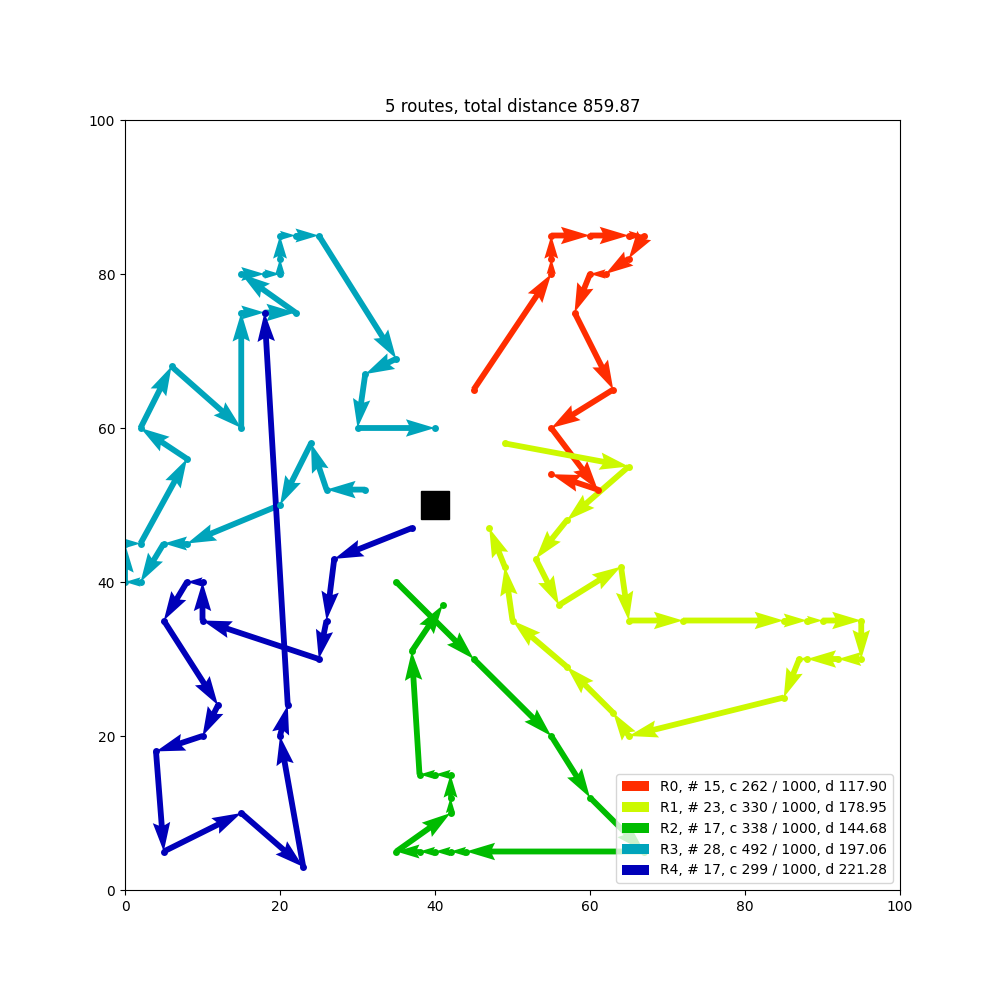 5 routes, total distance 859.87
100
80
60
40
20
0
0 20 40 60 80 100
R0, # 15, c 262 / 1000, d 117.90
R1, # 23, c 330 / 1000, d 178.95
R2, # 17, c 338 / 1000, d 144.68
R3, # 28, c 492 / 1000, d 197.06
R4, # 17, c 299 / 1000, d 221.28